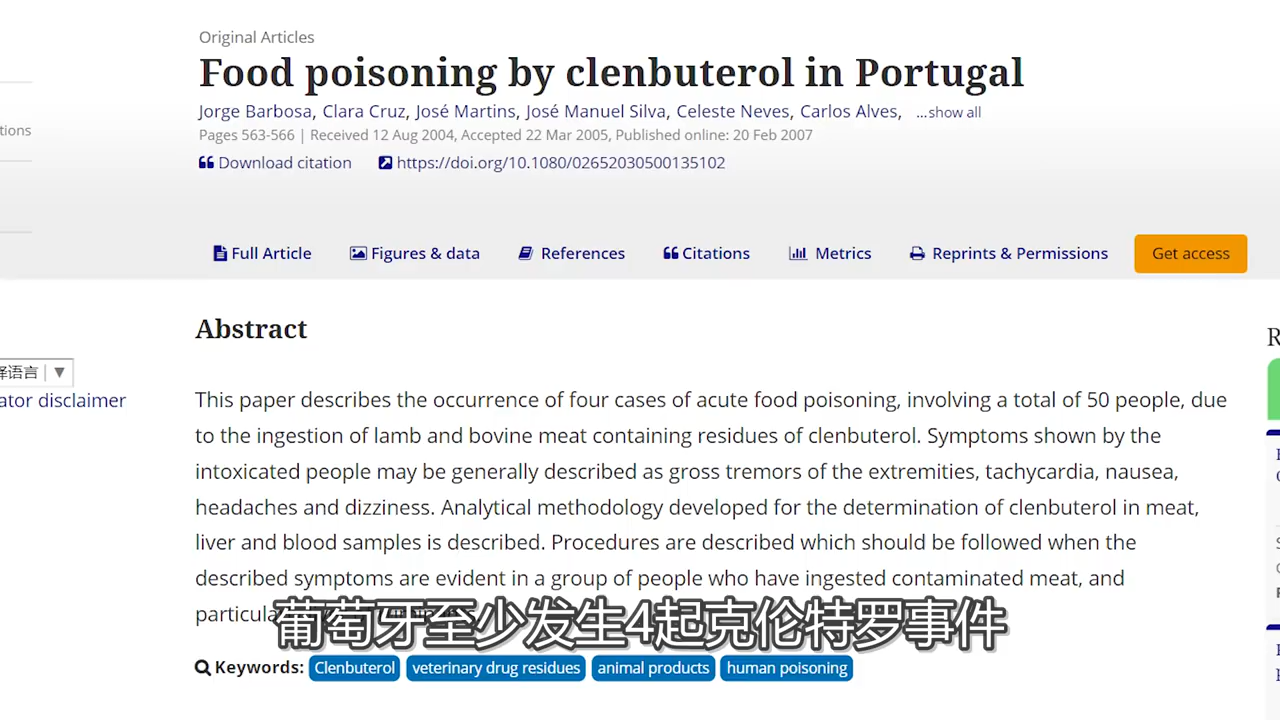 Original Articles
Food poisoning by clenbuterol in Portugal
Jorge Barbosa, Clara Cruz, José Martins, José Manuel Silva, Celeste Neves, Carlos Alves, ...show all
tions
Pages 563-566 | Received 12 Aug 2004, Accepted 22 Mar 2005, Published online: 20 Feb 2007
Download citation https://doi.org/10.1080/02652030500135102
Full Article Figures & data References Citations Metrics Reprints & Permissions Get access
Abstract
R
译语言 ▼
ator disclaimer
This paper describes the occurrence of four cases of acute food poisoning, involving a total of 50 people, due
to the ingestion of lamb and bovine meat containing residues of clenbuterol. Symptoms shown by the
intoxicated people may be generally described as gross tremors of the extremities, tachycardia, nausea,
headaches and dizziness. Analytical methodology developed for the determination of clenbuterol in meat,
liver and blood samples is described. Procedures are described which should be followed when the
described symptoms are evident in a group of people who have ingested contaminated meat, and
particula
葡萄牙至少发生4起克伦特罗事件
Keywords: Clenbuterol veterinary drug residues animal products human poisoning